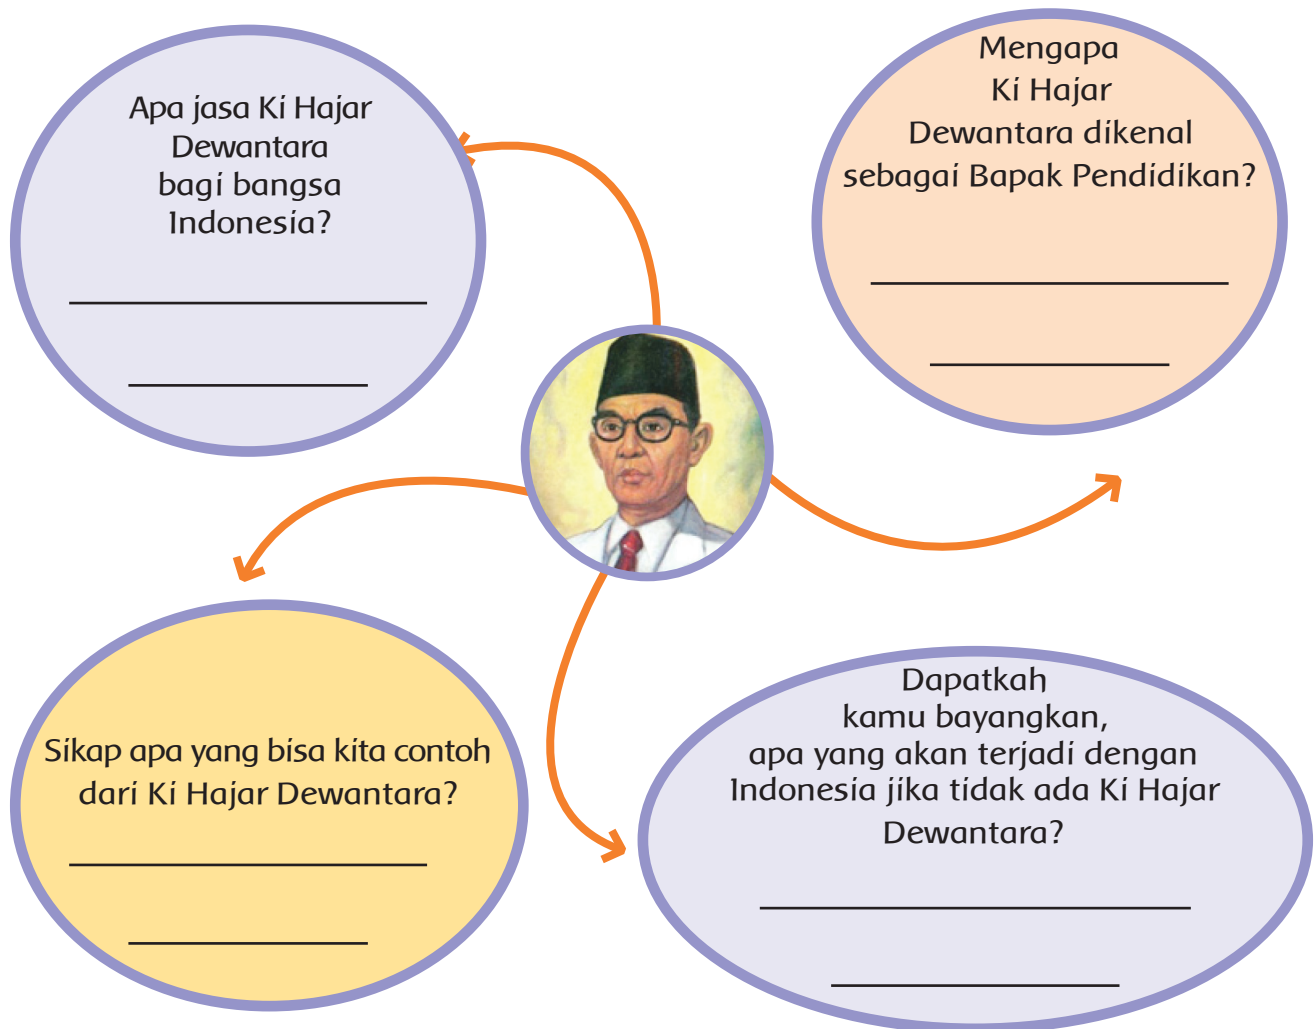 Apa jasa Ki Hajar
Dewantara
bagi bangsa
Indonesia?
Mengapa
Ki Hajar
Dewantara dikenal
sebagai Bapak Pendidikan?
Sikap apa yang bisa kita contoh
dari Ki Hajar Dewantara?
Dapatkah
kamu bayangkan,
apa yang akan terjadi dengan
Indonesia jika tidak ada Ki Hajar
Dewantara?